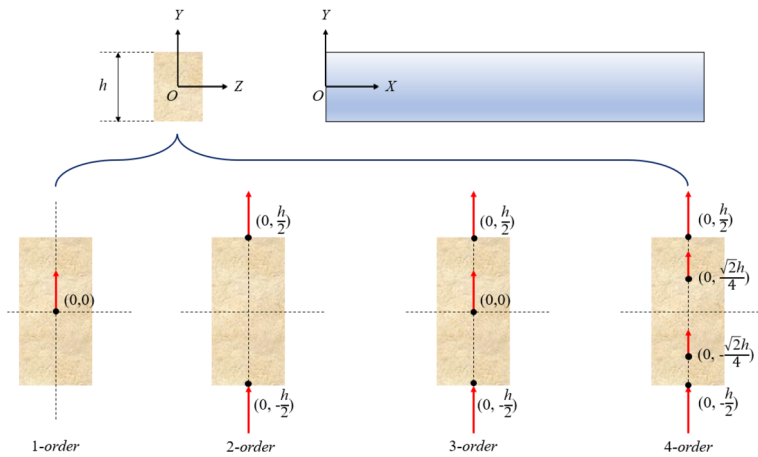 Y
Y
h
O
Z
O
X
(0, h/2)
(0, h/2)
(0, h/2)
(0, √2h/4)
(0,0)
(0,0)
(0, -√2h/4)
(0, -h/2)
(0, -h/2)
(0, -h/2)
1-order
2-order
3-order
4-order